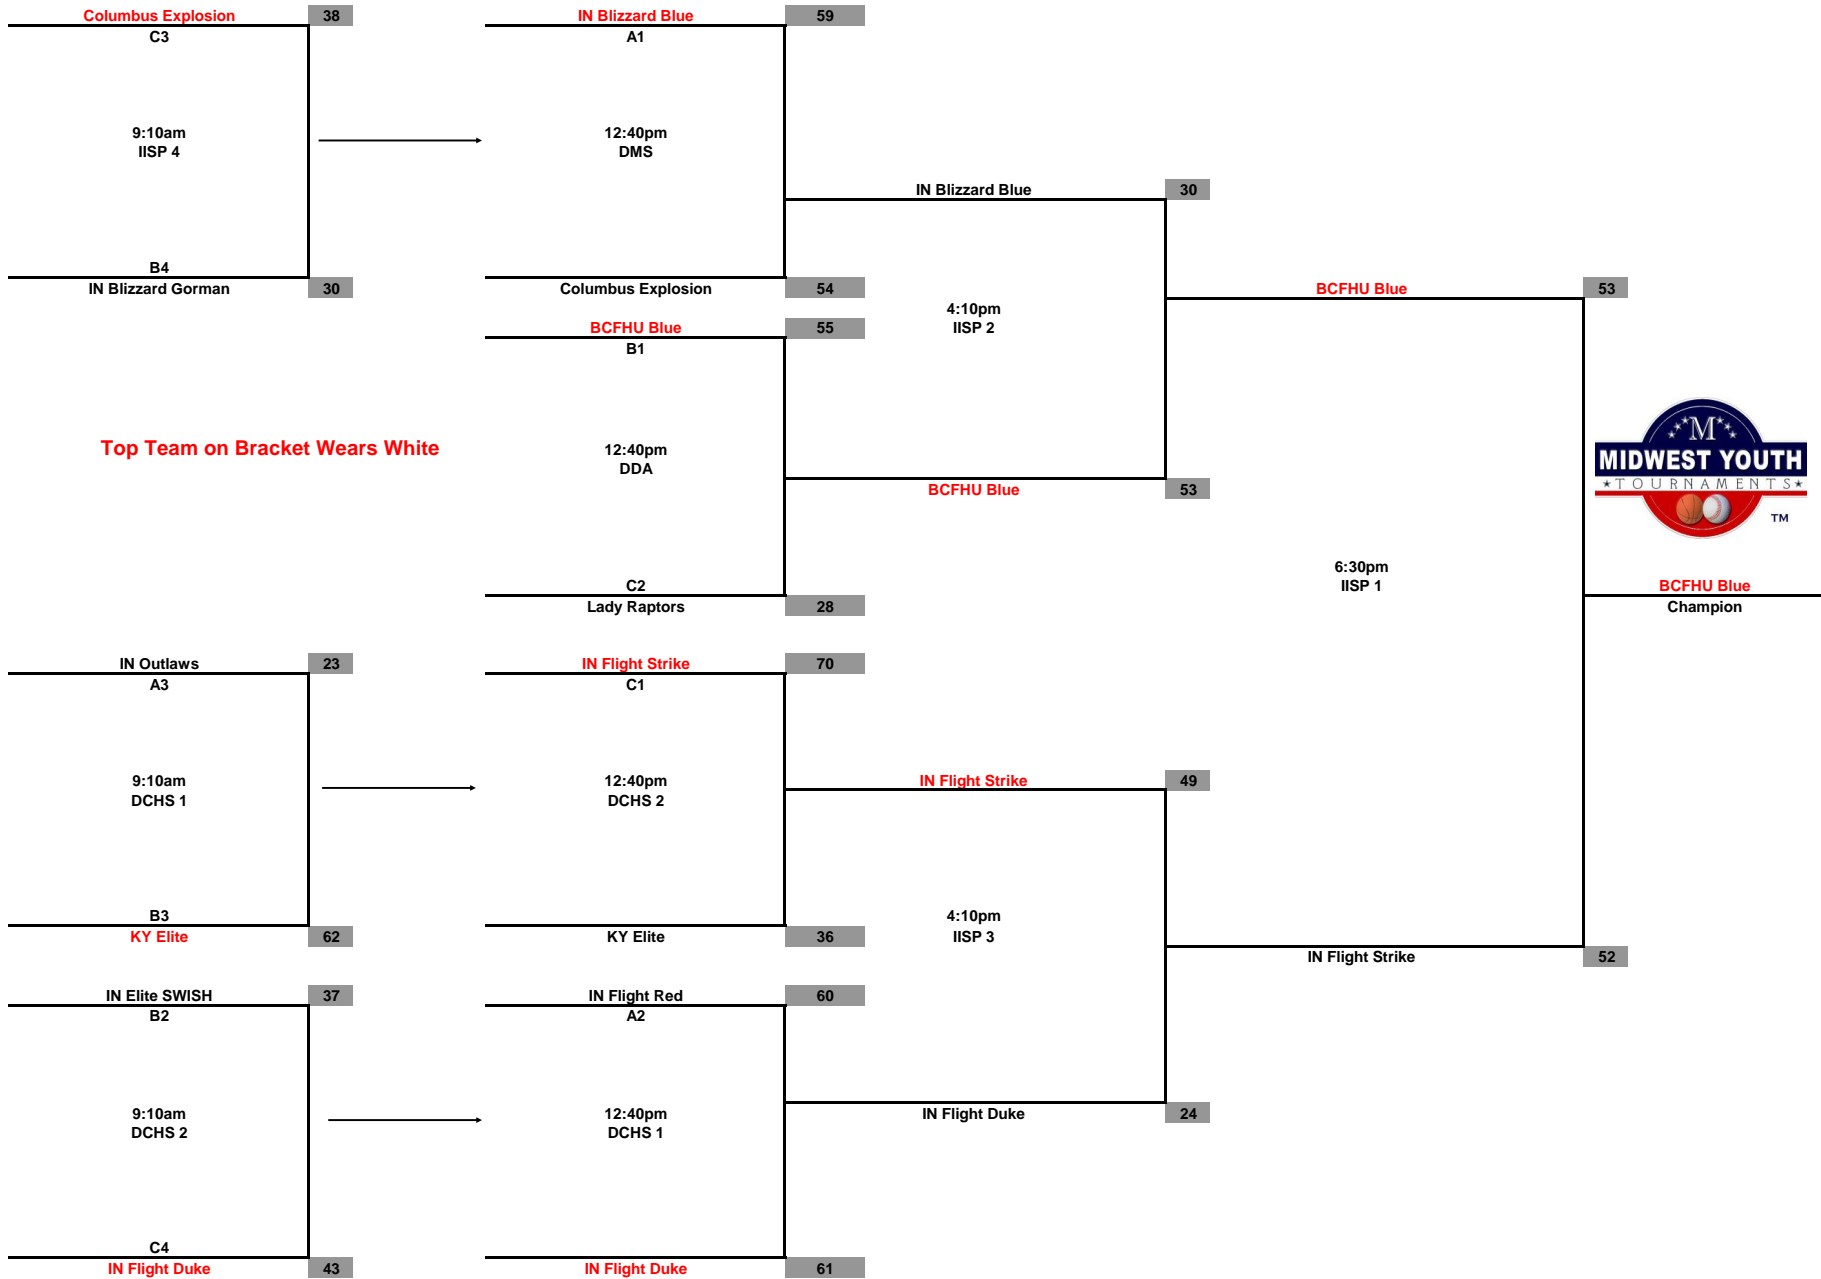 Columbus Explosion 38
C3
9:10am
IISP 4
B4
IN Blizzard Gorman 30
IN Blizzard Blue 59
A1
12:40pm
DMS
Columbus Explosion 54
BCFHU Blue 55
B1
12:40pm
DDA
C2
Lady Raptors 28
Top Team on Bracket Wears White
IN Outlaws 23
A3
9:10am
DCHS 1
B3
KY Elite 62
IN Flight Strike 70
C1
12:40pm
DCHS 2
KY Elite 36
IN Elite SWISH 37
B2
9:10am
DCHS 2
C4
IN Flight Duke 43
IN Flight Red 60
A2
12:40pm
DCHS 1
IN Flight Duke 61
IN Blizzard Blue 30
4:10pm
IISP 2
BCFHU Blue 53
IN Flight Strike 49
4:10pm
IISP 3
IN Flight Duke 24
BCFHU Blue 53
6:30pm
IISP 1
IN Flight Strike 52
M
MIDWEST YOUTH
TOURNAMENTS
TM
BCFHU Blue
Champion